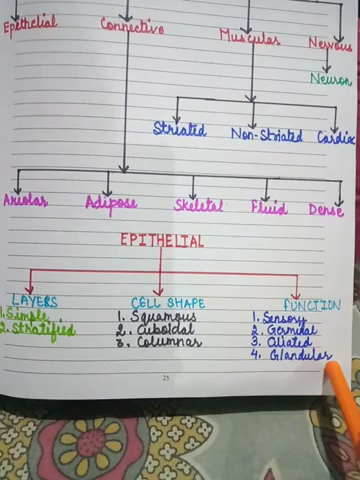 Epithelial Connective Muscular Nervous
Neuron
Striated Non-Striated Cardiac
Areolar Adipose Skeletal Fluid Dense
EPITHELIAL
LAYERS CELL SHAPE FUNCTION
1. Simple 1. Squamous 1. Sensory
2. Stratified 2. Cuboidal 2. Germinal
3. Columnar 3. Ciliated
4. Glandular
25